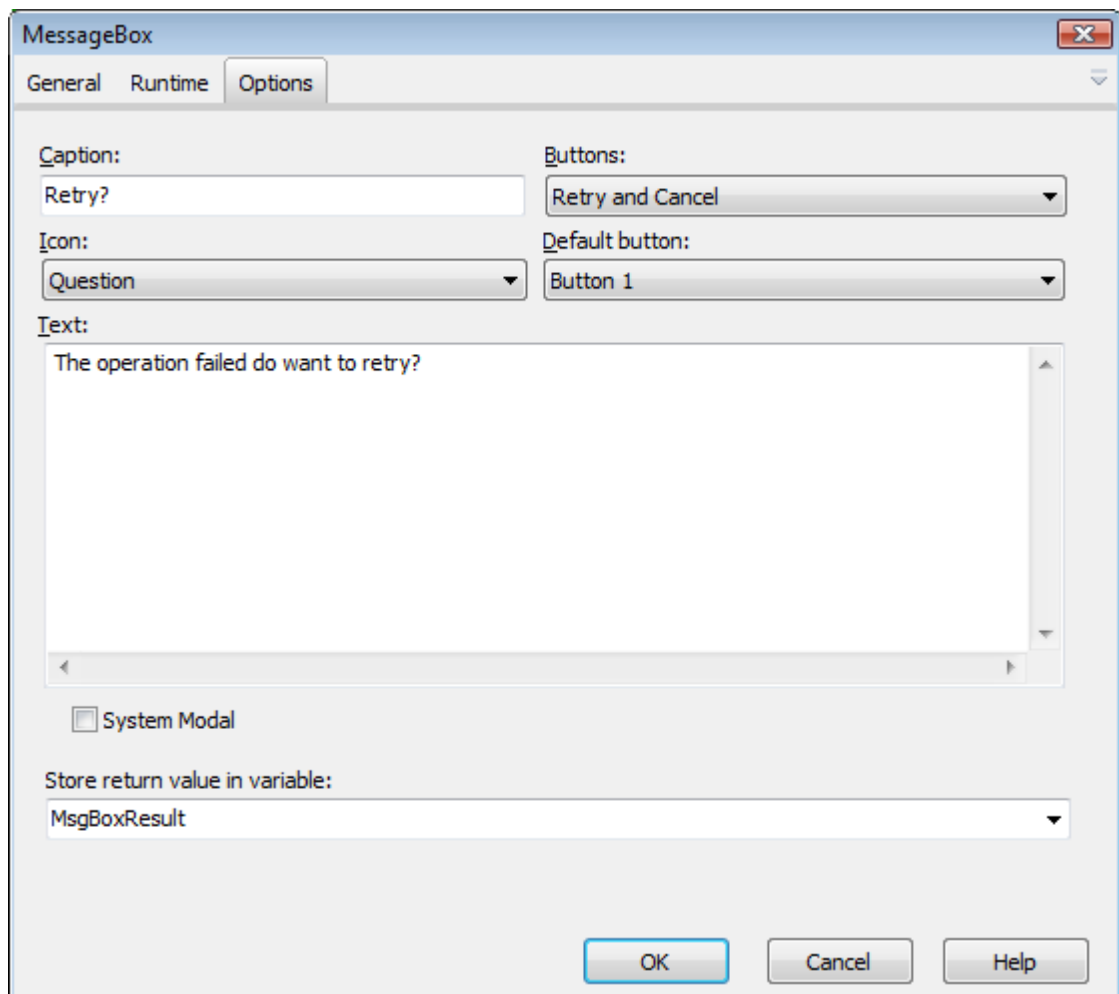 MessageBox
General Runtime Options
Caption: Buttons:
Retry? Retry and Cancel
Icon: Default button:
Question Button 1
Text:
The operation failed do want to retry?
System Modal
Store return value in variable:
MsgBoxResult
OK Cancel Help